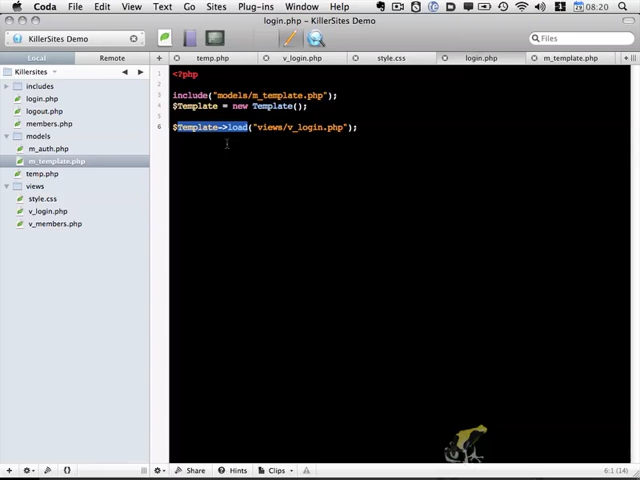 Coda File Edit View Text Go Sites Plug-ins Window Help 08:20
login.php — KillerSites Demo
KillerSites Demo
Files
Local Remote
temp.php v_login.php style.css login.php m_template.php
Killersites
includes
login.php
logout.php
members.php
models
m_auth.php
m_template.php
temp.php
views
style.css
v_login.php
v_members.php
1 <?php
2
3 include("models/m_template.php");
4 $Template = new Template();
5
6 $Template->load("views/v_login.php");
Share Hints Clips 6:1 (14)